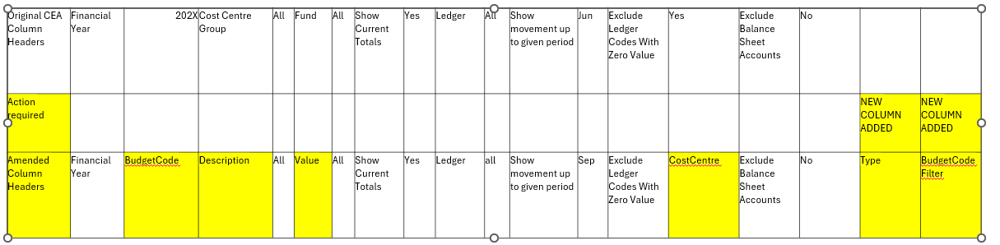 Original CEA Column Headers | Financial Year | 202X | Cost Centre Group | All | Fund | All | Show Current Totals | Yes | Ledger | All | Show movement up to given period | Jun | Exclude Ledger Codes With Zero Value | Yes | Exclude Balance Sheet Accounts | No
Action required | NEW COLUMN ADDED | NEW COLUMN ADDED
Amended Column Headers | Financial Year | BudgetCode | Description | All | Value | All | Show Current Totals | Yes | Ledger | all | Show movement up to given period | Sep | Exclude Ledger Codes With Zero Value | CostCentre | Exclude Balance Sheet Accounts | No | Type | BudgetCode Filter